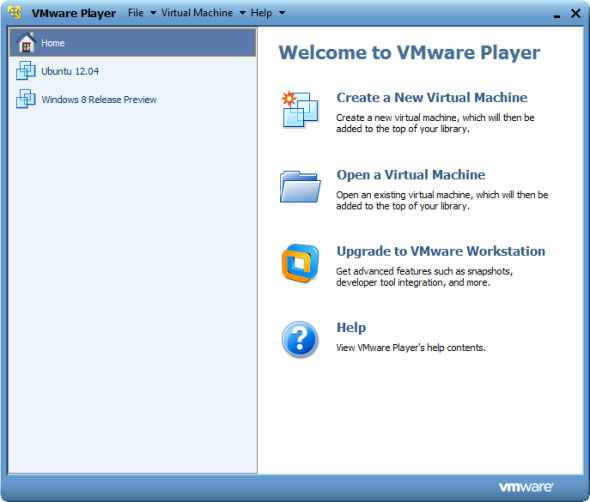 VMware Player File Virtual Machine Help
Home
Ubuntu 12.04
Windows 8 Release Preview
Welcome to VMware Player
Create a New Virtual Machine
Create a new virtual machine, which will then be
added to the top of your library.
Open a Virtual Machine
Open an existing virtual machine, which will then be
added to the top of your library.
Upgrade to VMware Workstation
Get advanced features such as snapshots,
developer tool integration, and more.
Help
View VMware Player's help contents.
vmware